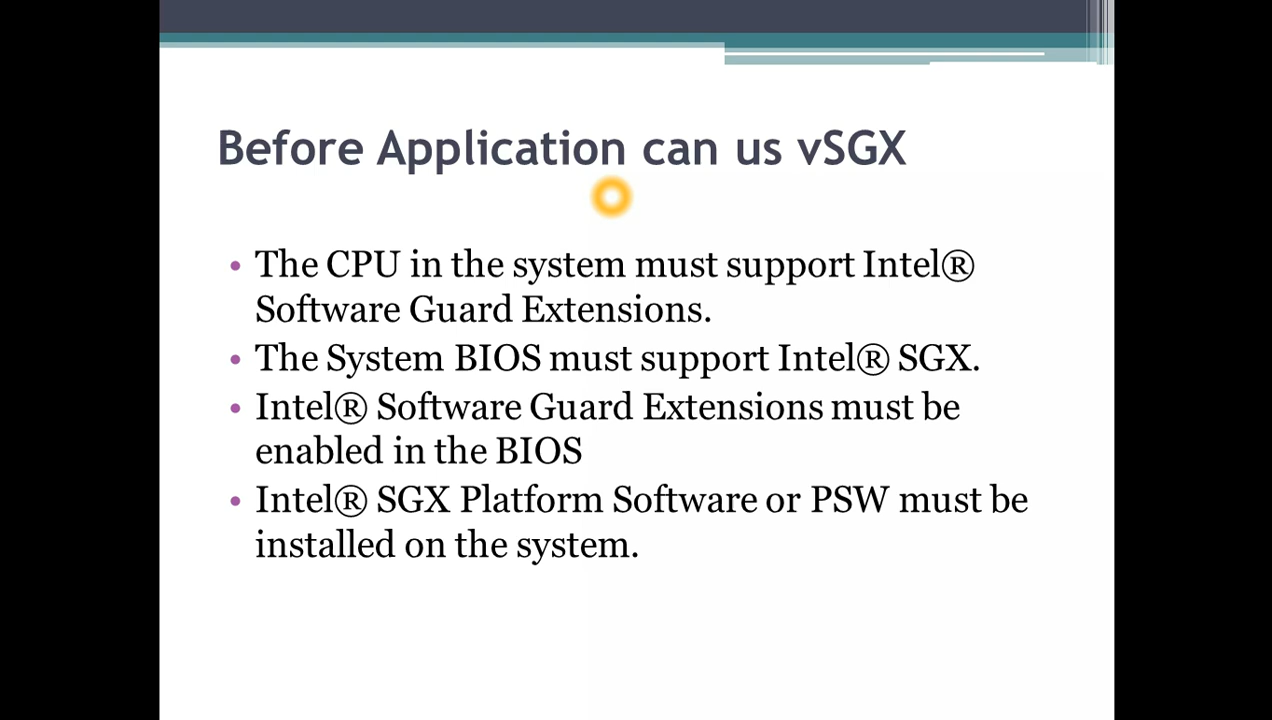 Before Application can us vSGX
• The CPU in the system must support Intel®
Software Guard Extensions.
• The System BIOS must support Intel® SGX.
• Intel® Software Guard Extensions must be
enabled in the BIOS
• Intel® SGX Platform Software or PSW must be
installed on the system.